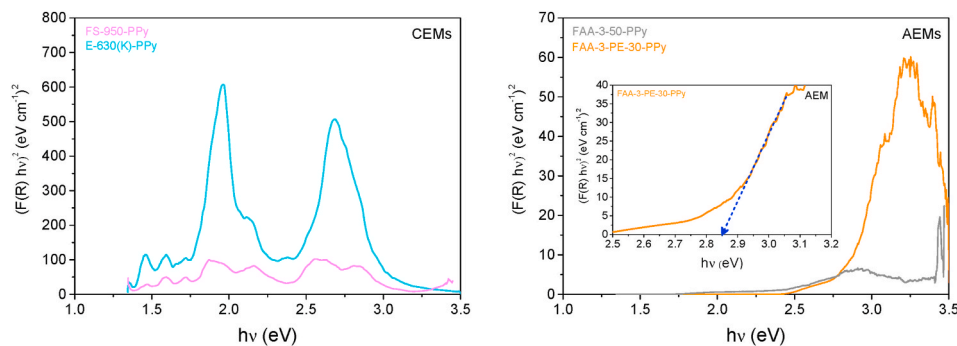 FS-950-PPy
E-630(K)-PPy
CEMs
(F(R) hν)² (eV cm⁻¹)²
800
700
600
500
400
300
200
100
0
1.0 1.5 2.0 2.5 3.0 3.5
hν (eV)
FAA-3-50-PPy
FAA-3-PE-30-PPy
AEMs
(F(R) hν)² (eV cm⁻¹)²
70
60
50
40
30
20
10
0
1.0 1.5 2.0 2.5 3.0 3.5
hν (eV)
FAA-3-PE-30-PPy
AEM
(F(R) hν)² (eV cm⁻¹)²
40
35
30
25
20
15
10
5
0
2.5 2.6 2.7 2.8 2.9 3.0 3.1 3.2
hν (eV)